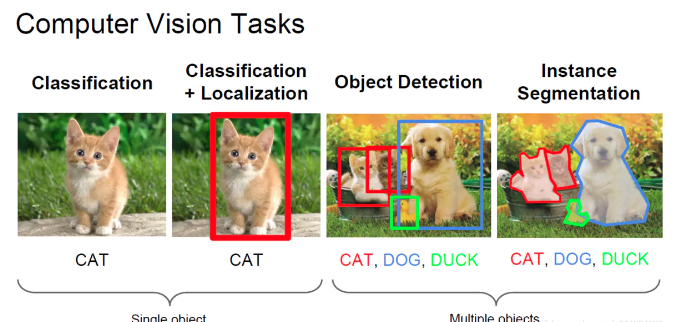 Computer Vision Tasks
Classification
Classification
+ Localization
Object Detection
Instance
Segmentation
CAT
CAT
CAT, DOG, DUCK
CAT, DOG, DUCK
Single object
Multiple objects